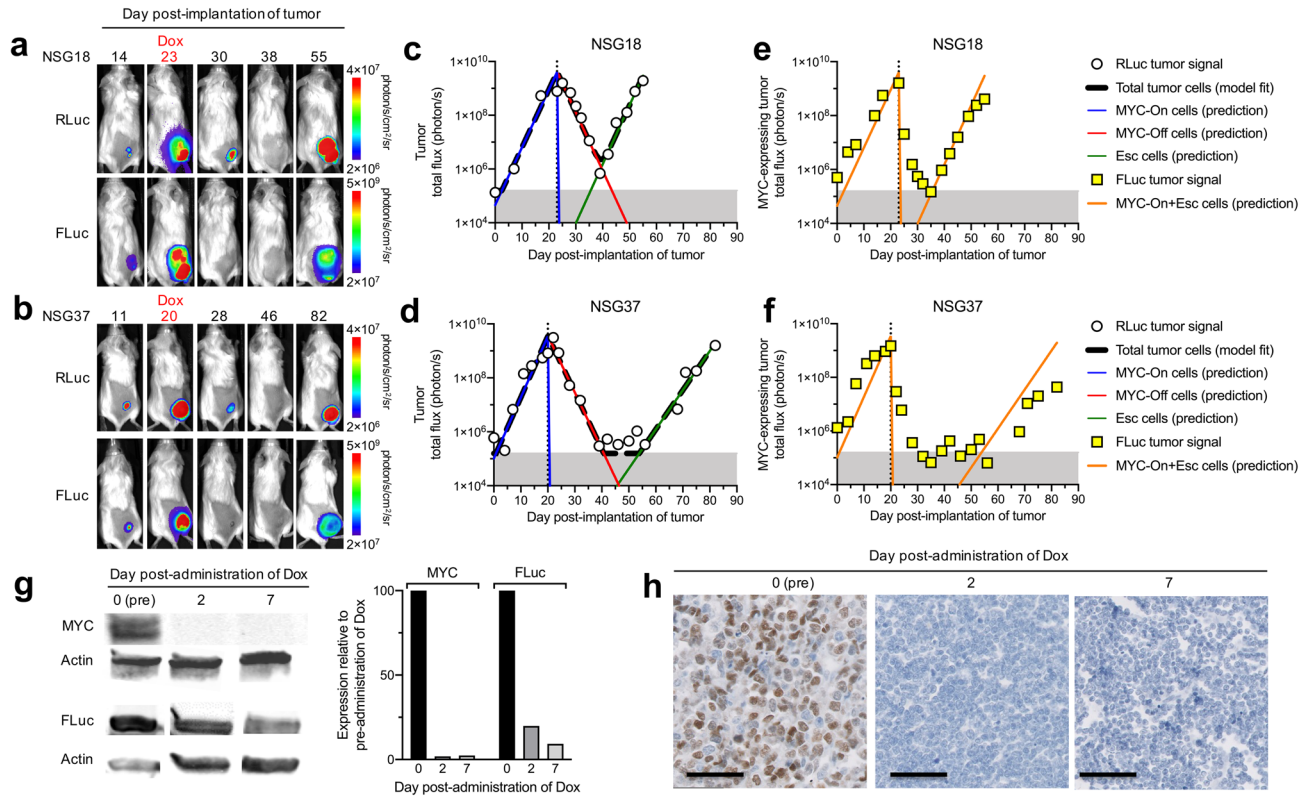 Day post-implantation of tumor
a
Dox
NSG18 14 23 30 38 55
RLuc
FLuc
4×10⁷
photon/s/cm²/sr
2×10⁶
5×10⁹
photon/s/cm²/sr
2×10⁷
b
Dox
NSG37 11 20 28 46 82
RLuc
FLuc
4×10⁷
photon/s/cm²/sr
2×10⁶
5×10⁹
photon/s/cm²/sr
2×10⁷
c
NSG18
Tumor
total flux (photon/s)
1×10¹⁰
1×10⁸
1×10⁶
1×10⁴
0 10 20 30 40 50 60 70 80 90
Day post-implantation of tumor
e
NSG18
MYC-expressing tumor
total flux (photon/s)
1×10¹⁰
1×10⁸
1×10⁶
1×10⁴
0 10 20 30 40 50 60 70 80 90
Day post-implantation of tumor
RLuc tumor signal
Total tumor cells (model fit)
MYC-On cells (prediction)
MYC-Off cells (prediction)
Esc cells (prediction)
FLuc tumor signal
MYC-On+Esc cells (prediction)
d
NSG37
Tumor
total flux (photon/s)
1×10¹⁰
1×10⁸
1×10⁶
1×10⁴
0 10 20 30 40 50 60 70 80 90
Day post-implantation of tumor
f
NSG37
MYC-expressing tumor
total flux (photon/s)
1×10¹⁰
1×10⁸
1×10⁶
1×10⁴
0 10 20 30 40 50 60 70 80 90
Day post-implantation of tumor
RLuc tumor signal
Total tumor cells (model fit)
MYC-On cells (prediction)
MYC-Off cells (prediction)
Esc cells (prediction)
FLuc tumor signal
MYC-On+Esc cells (prediction)
g
Day post-administration of Dox
0 (pre) 2 7
MYC
Actin
FLuc
Actin
MYC FLuc
Expression relative to
pre-administration of Dox
100
50
0
0 2 7 0 2 7
Day post-administration of Dox
h
Day post-administration of Dox
0 (pre) 2 7